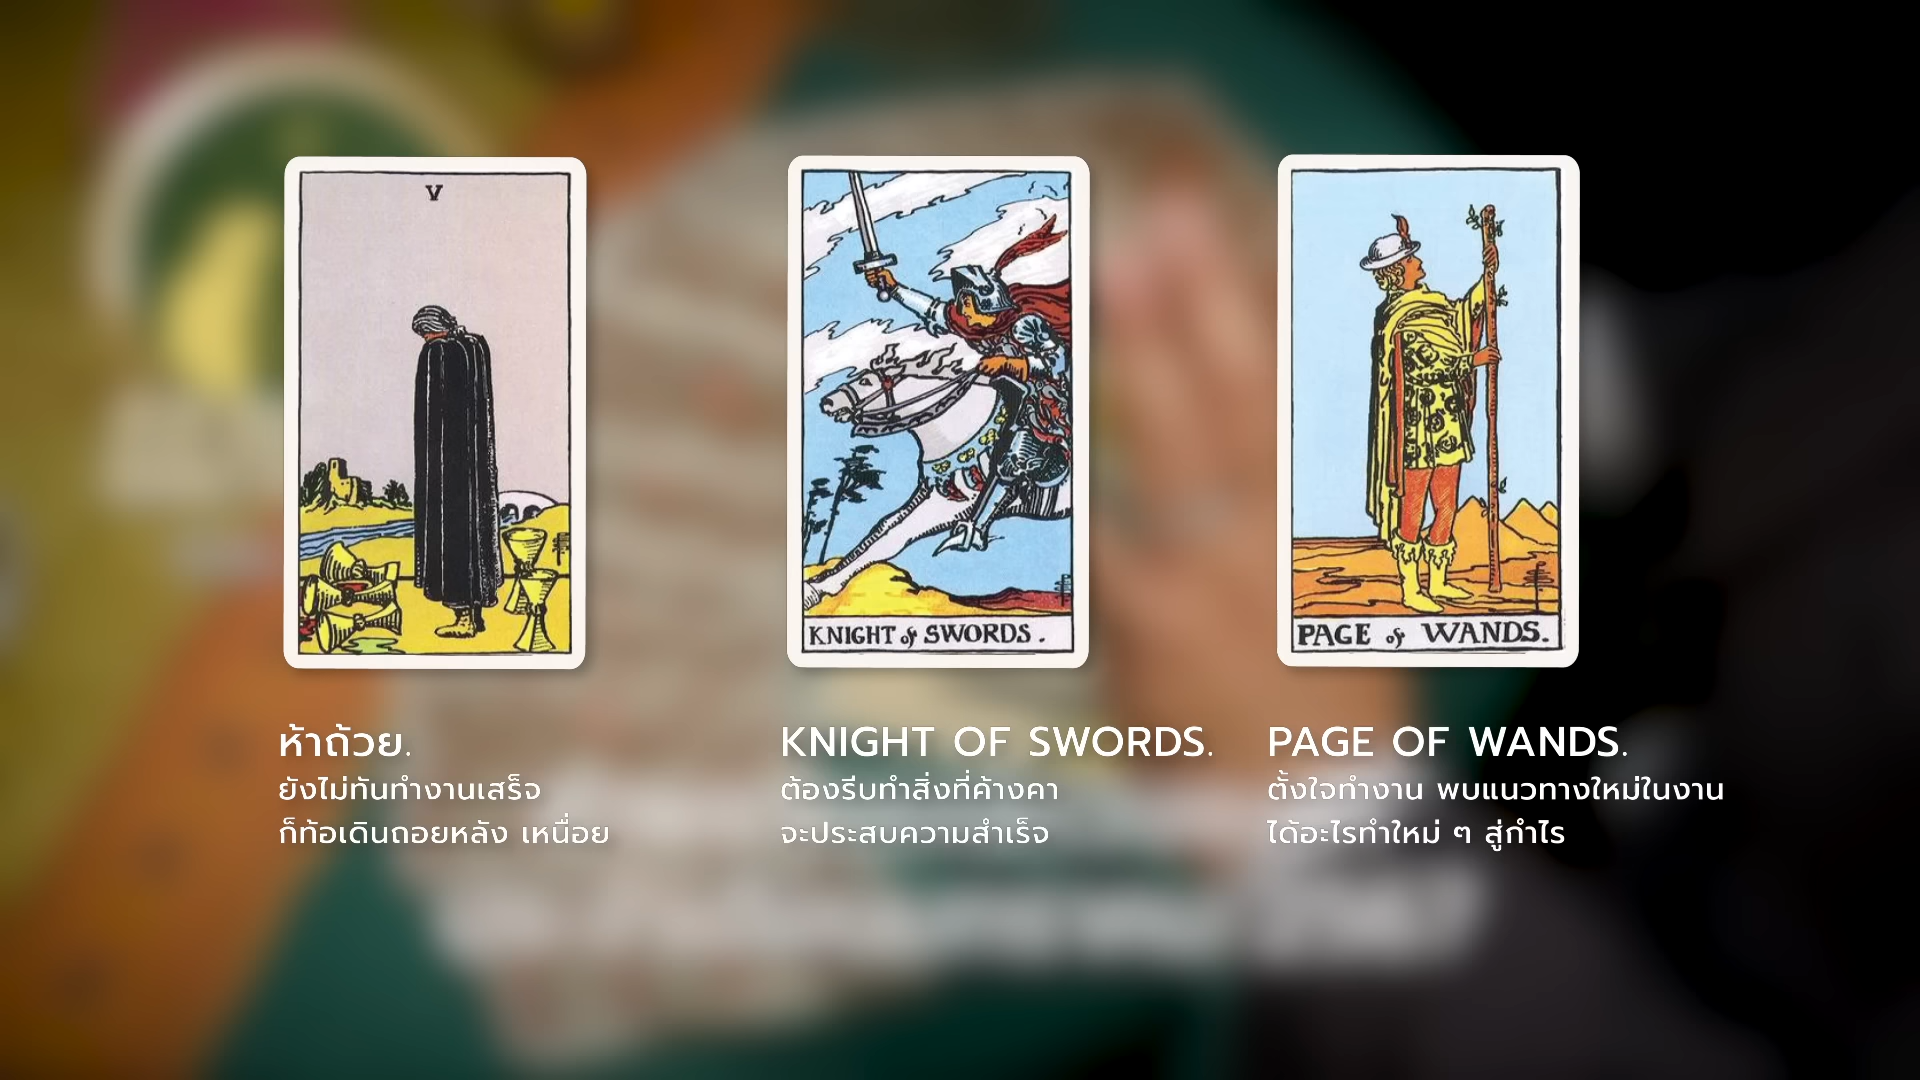 V
KNIGHT of SWORDS.
PAGE of WANDS.
ห้าถ้วย.
ยังไม่ทันทำงานเสร็จ
ก็ท้อเดินถอยหลัง เหนื่อย
KNIGHT OF SWORDS.
ต้องรีบทำสิ่งที่ค้างคา
จะประสบความสำเร็จ
PAGE OF WANDS.
ตั้งใจทำงาน พบแนวทางใหม่ในงาน
ได้อะไรทำใหม่ ๆ สู่กำไร